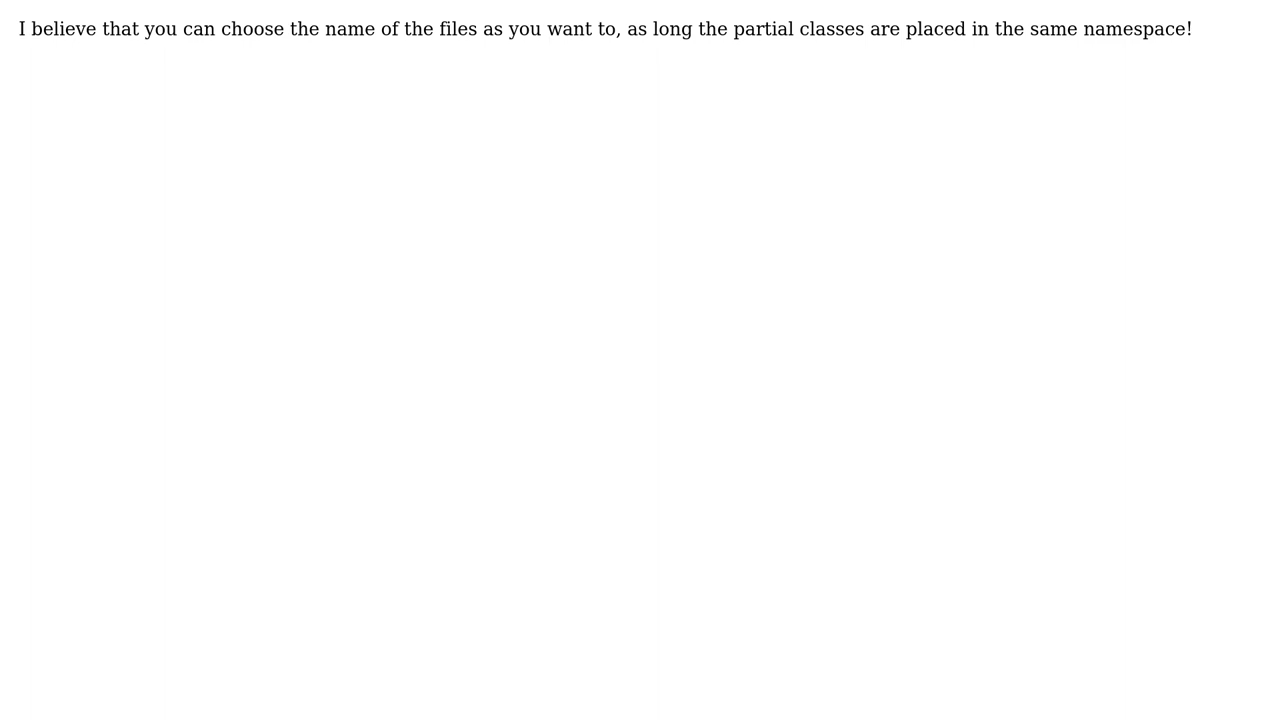 I believe that you can choose the name of the files as you want to, as long the partial classes are placed in the same namespace!